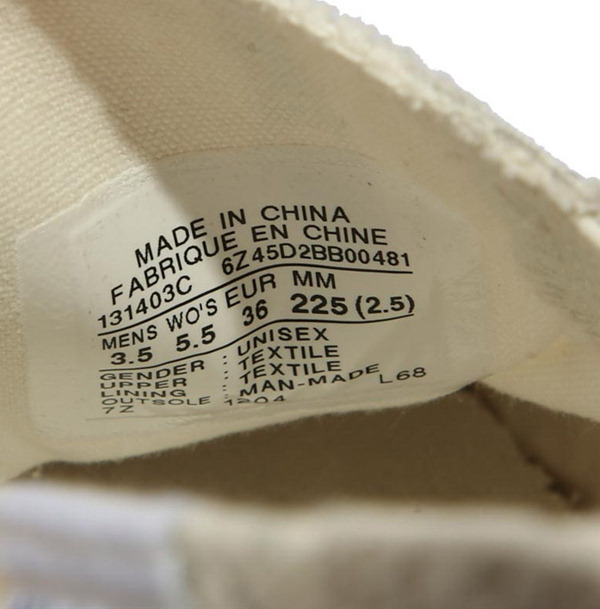 MADE IN CHINA
FABRIQUE EN CHINE
131403C 6Z45D2BB00481
MENS WO'S EUR MM
3.5 5.5 36 225 (2.5)
GENDER : UNISEX
UPPER : TEXTILE
LINING : TEXTILE
OUTSOLE : MAN-MADE L68
7Z 1204